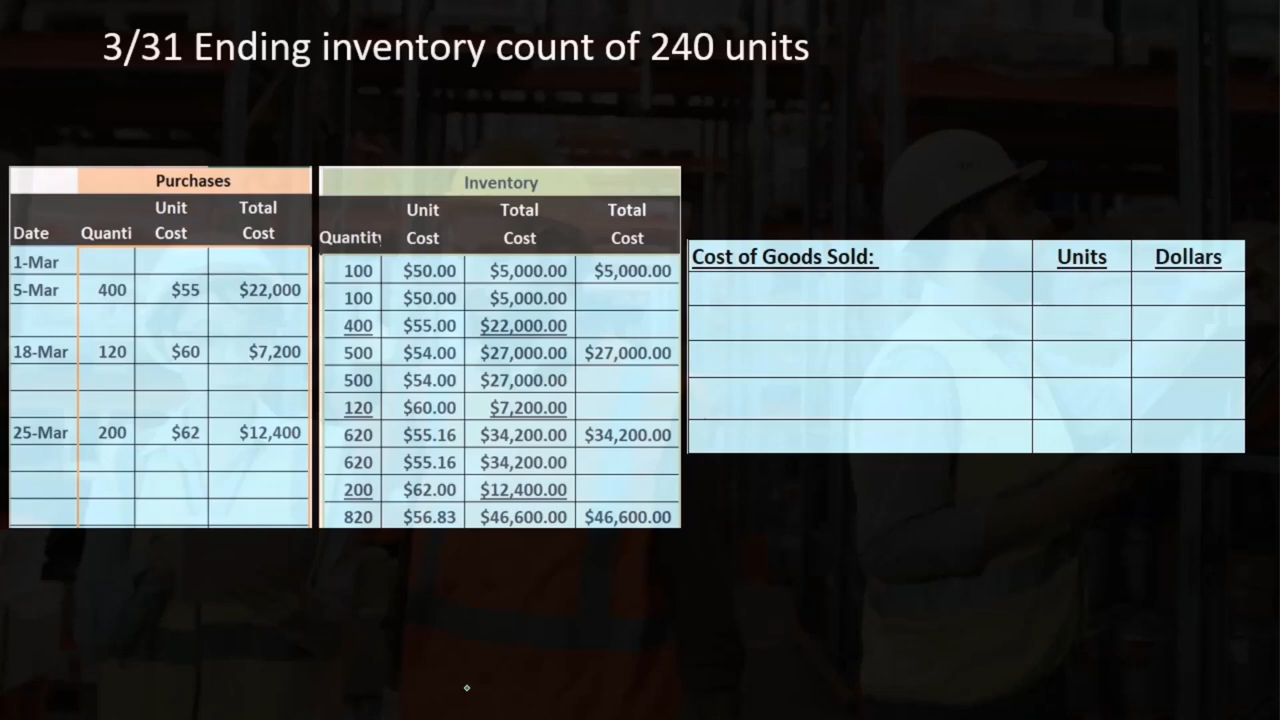 3/31 Ending inventory count of 240 units
Purchases
Date Quanti Unit Cost Total Cost
1-Mar
5-Mar 400 $55 $22,000
18-Mar 120 $60 $7,200
25-Mar 200 $62 $12,400
Inventory
Quantity Unit Cost Total Cost Total Cost
100 $50.00 $5,000.00 $5,000.00
100 $50.00 $5,000.00
400 $55.00 $22,000.00
500 $54.00 $27,000.00 $27,000.00
500 $54.00 $27,000.00
120 $60.00 $7,200.00
620 $55.16 $34,200.00 $34,200.00
620 $55.16 $34,200.00
200 $62.00 $12,400.00
820 $56.83 $46,600.00 $46,600.00
Cost of Goods Sold: Units Dollars